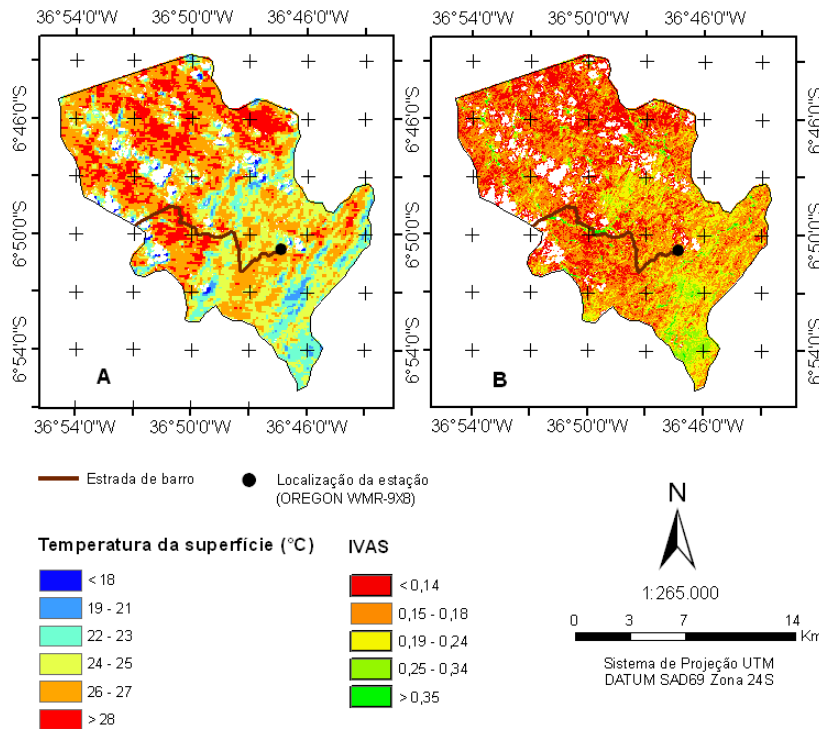 36°54'0"W 36°50'0"W 36°46'0"W
36°54'0"W 36°50'0"W 36°46'0"W
6°46'0"S
6°50'0"S
6°54'0"S
6°46'0"S
6°50'0"S
6°54'0"S
A
B
36°54'0"W 36°50'0"W 36°46'0"W
36°54'0"W 36°50'0"W 36°46'0"W
Estrada de barro
Localização da estação
(OREGON WMR-9X8)
Temperatura da superfície (°C)
< 18
19 - 21
22 - 23
24 - 25
26 - 27
> 28
IVAS
< 0,14
0,15 - 0,18
0,19 - 0,24
0,25 - 0,34
> 0,35
N
1:265.000
0 3 7 14
Km
Sistema de Projeção UTM
DATUM SAD69 Zona 24S